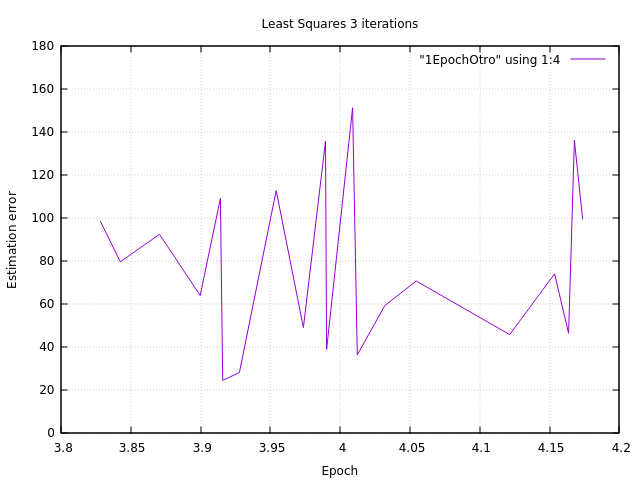 Least Squares 3 iterations
"1EpochOtro" using 1:4
Estimation error
180
160
140
120
100
80
60
40
20
0
3.8 3.85 3.9 3.95 4 4.05 4.1 4.15 4.2
Epoch